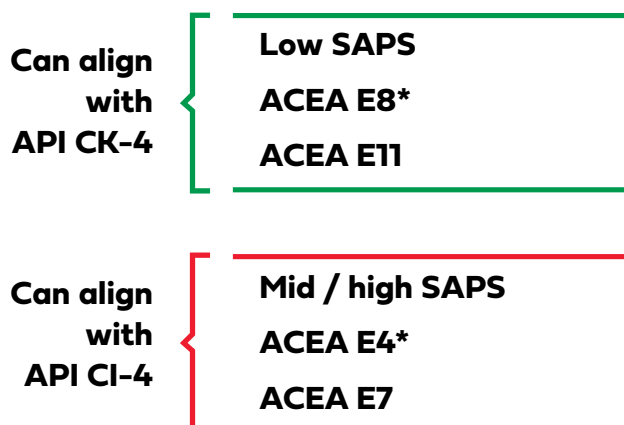 Can align
with
API CK-4
Low SAPS
ACEA E8*
ACEA E11
Can align
with
API CI-4
Mid / high SAPS
ACEA E4*
ACEA E7